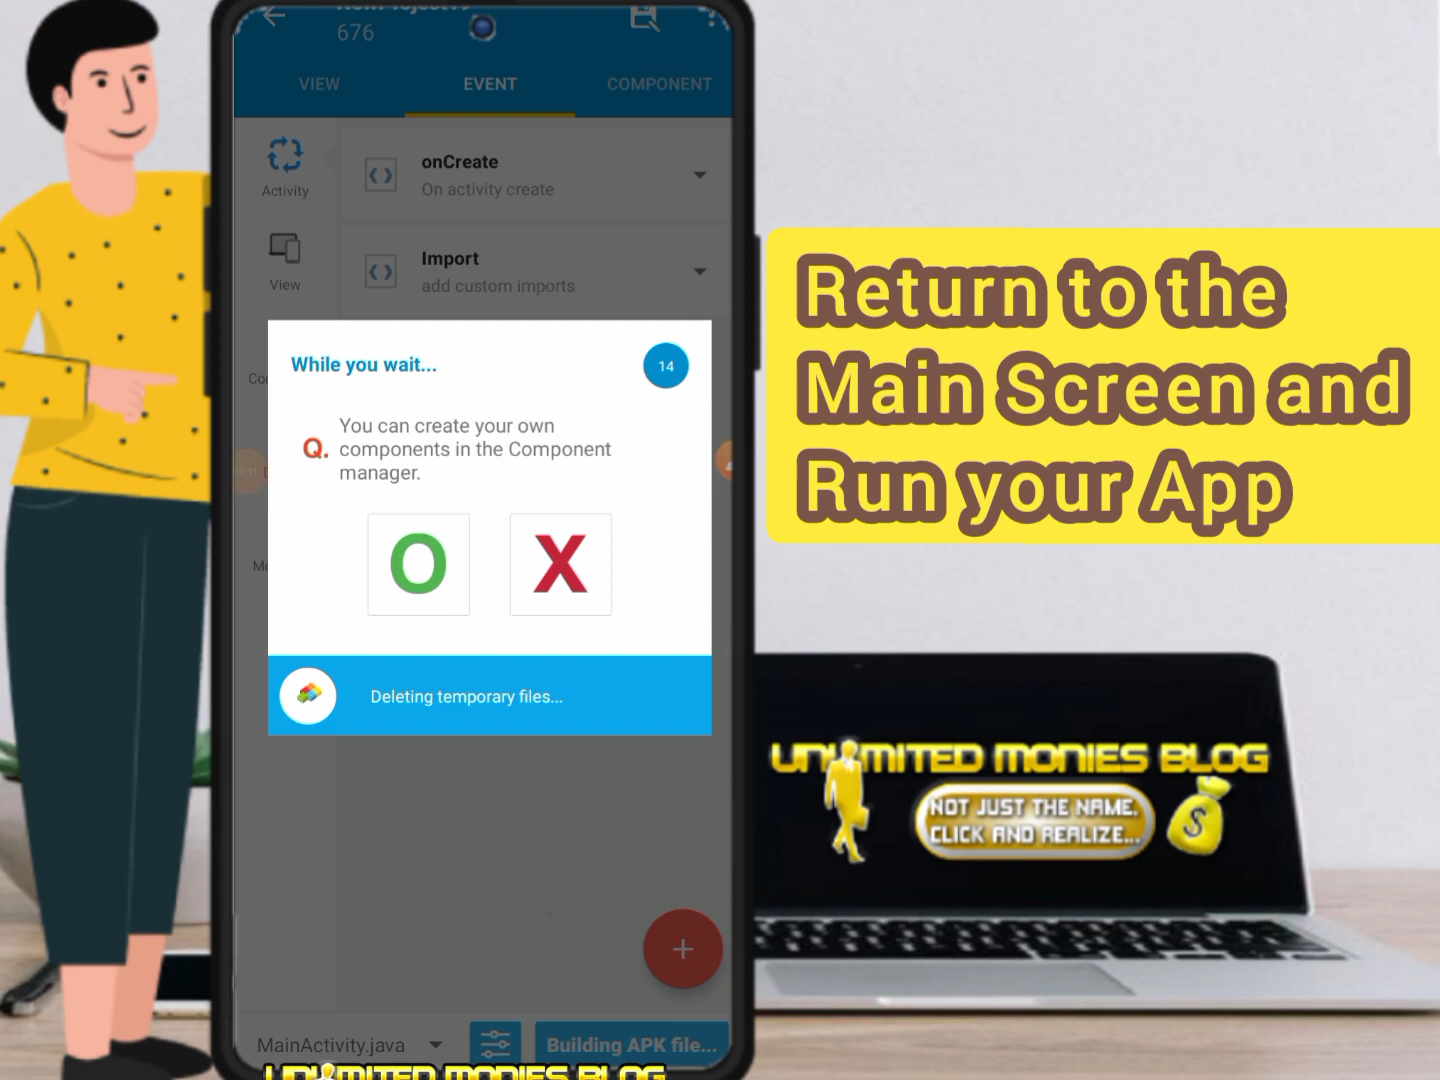 676
VIEW
EVENT
COMPONENT
onCreate
On activity create
Activity
Import
add custom imports
View
While you wait...
14
Q.
You can create your own
components in the Component
manager.
O
X
Deleting temporary files...
MainActivity.java
Building APK file...
UNLIMITED MONIES BLOG
Return to the
Main Screen and
Run your App
UNLIMITED MONIES BLOG
NOT JUST THE NAME,
CLICK AND REALIZE...
$